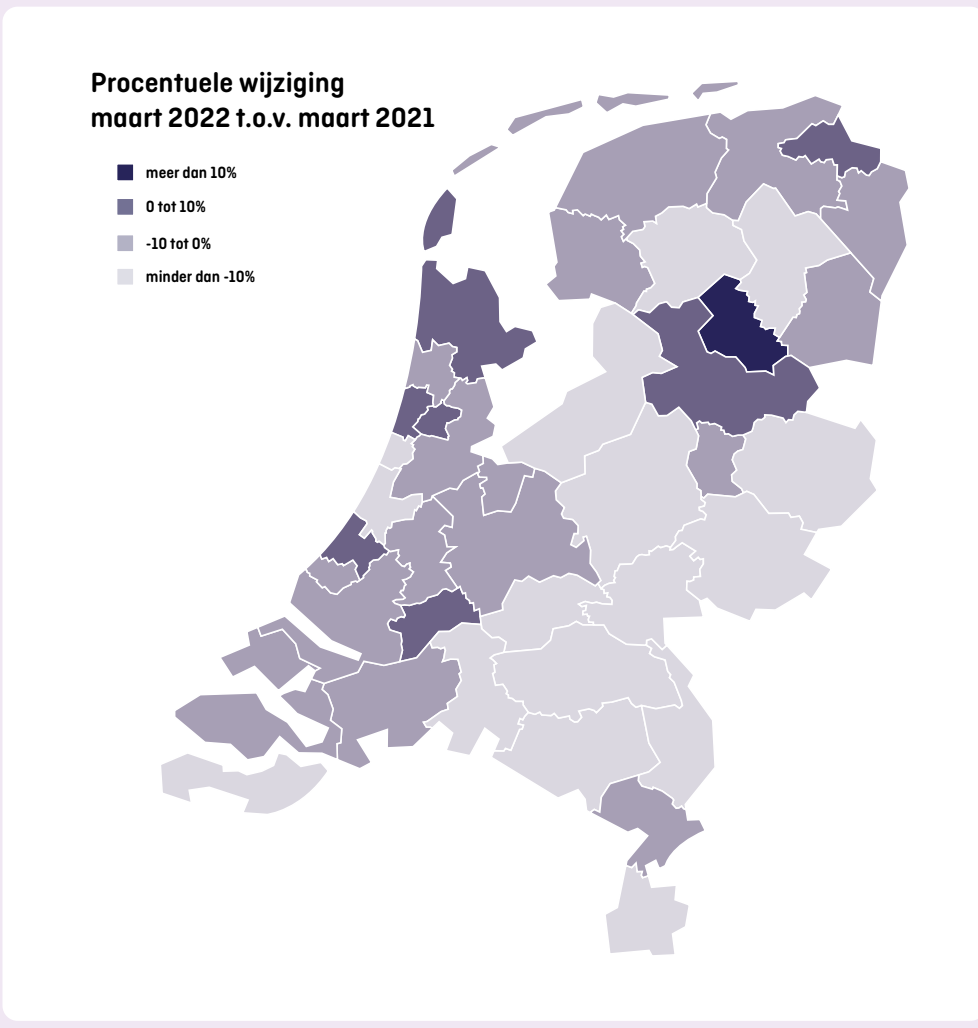 Procentuele wijziging
maart 2022 t.o.v. maart 2021
meer dan 10%
0 tot 10%
-10 tot 0%
minder dan -10%